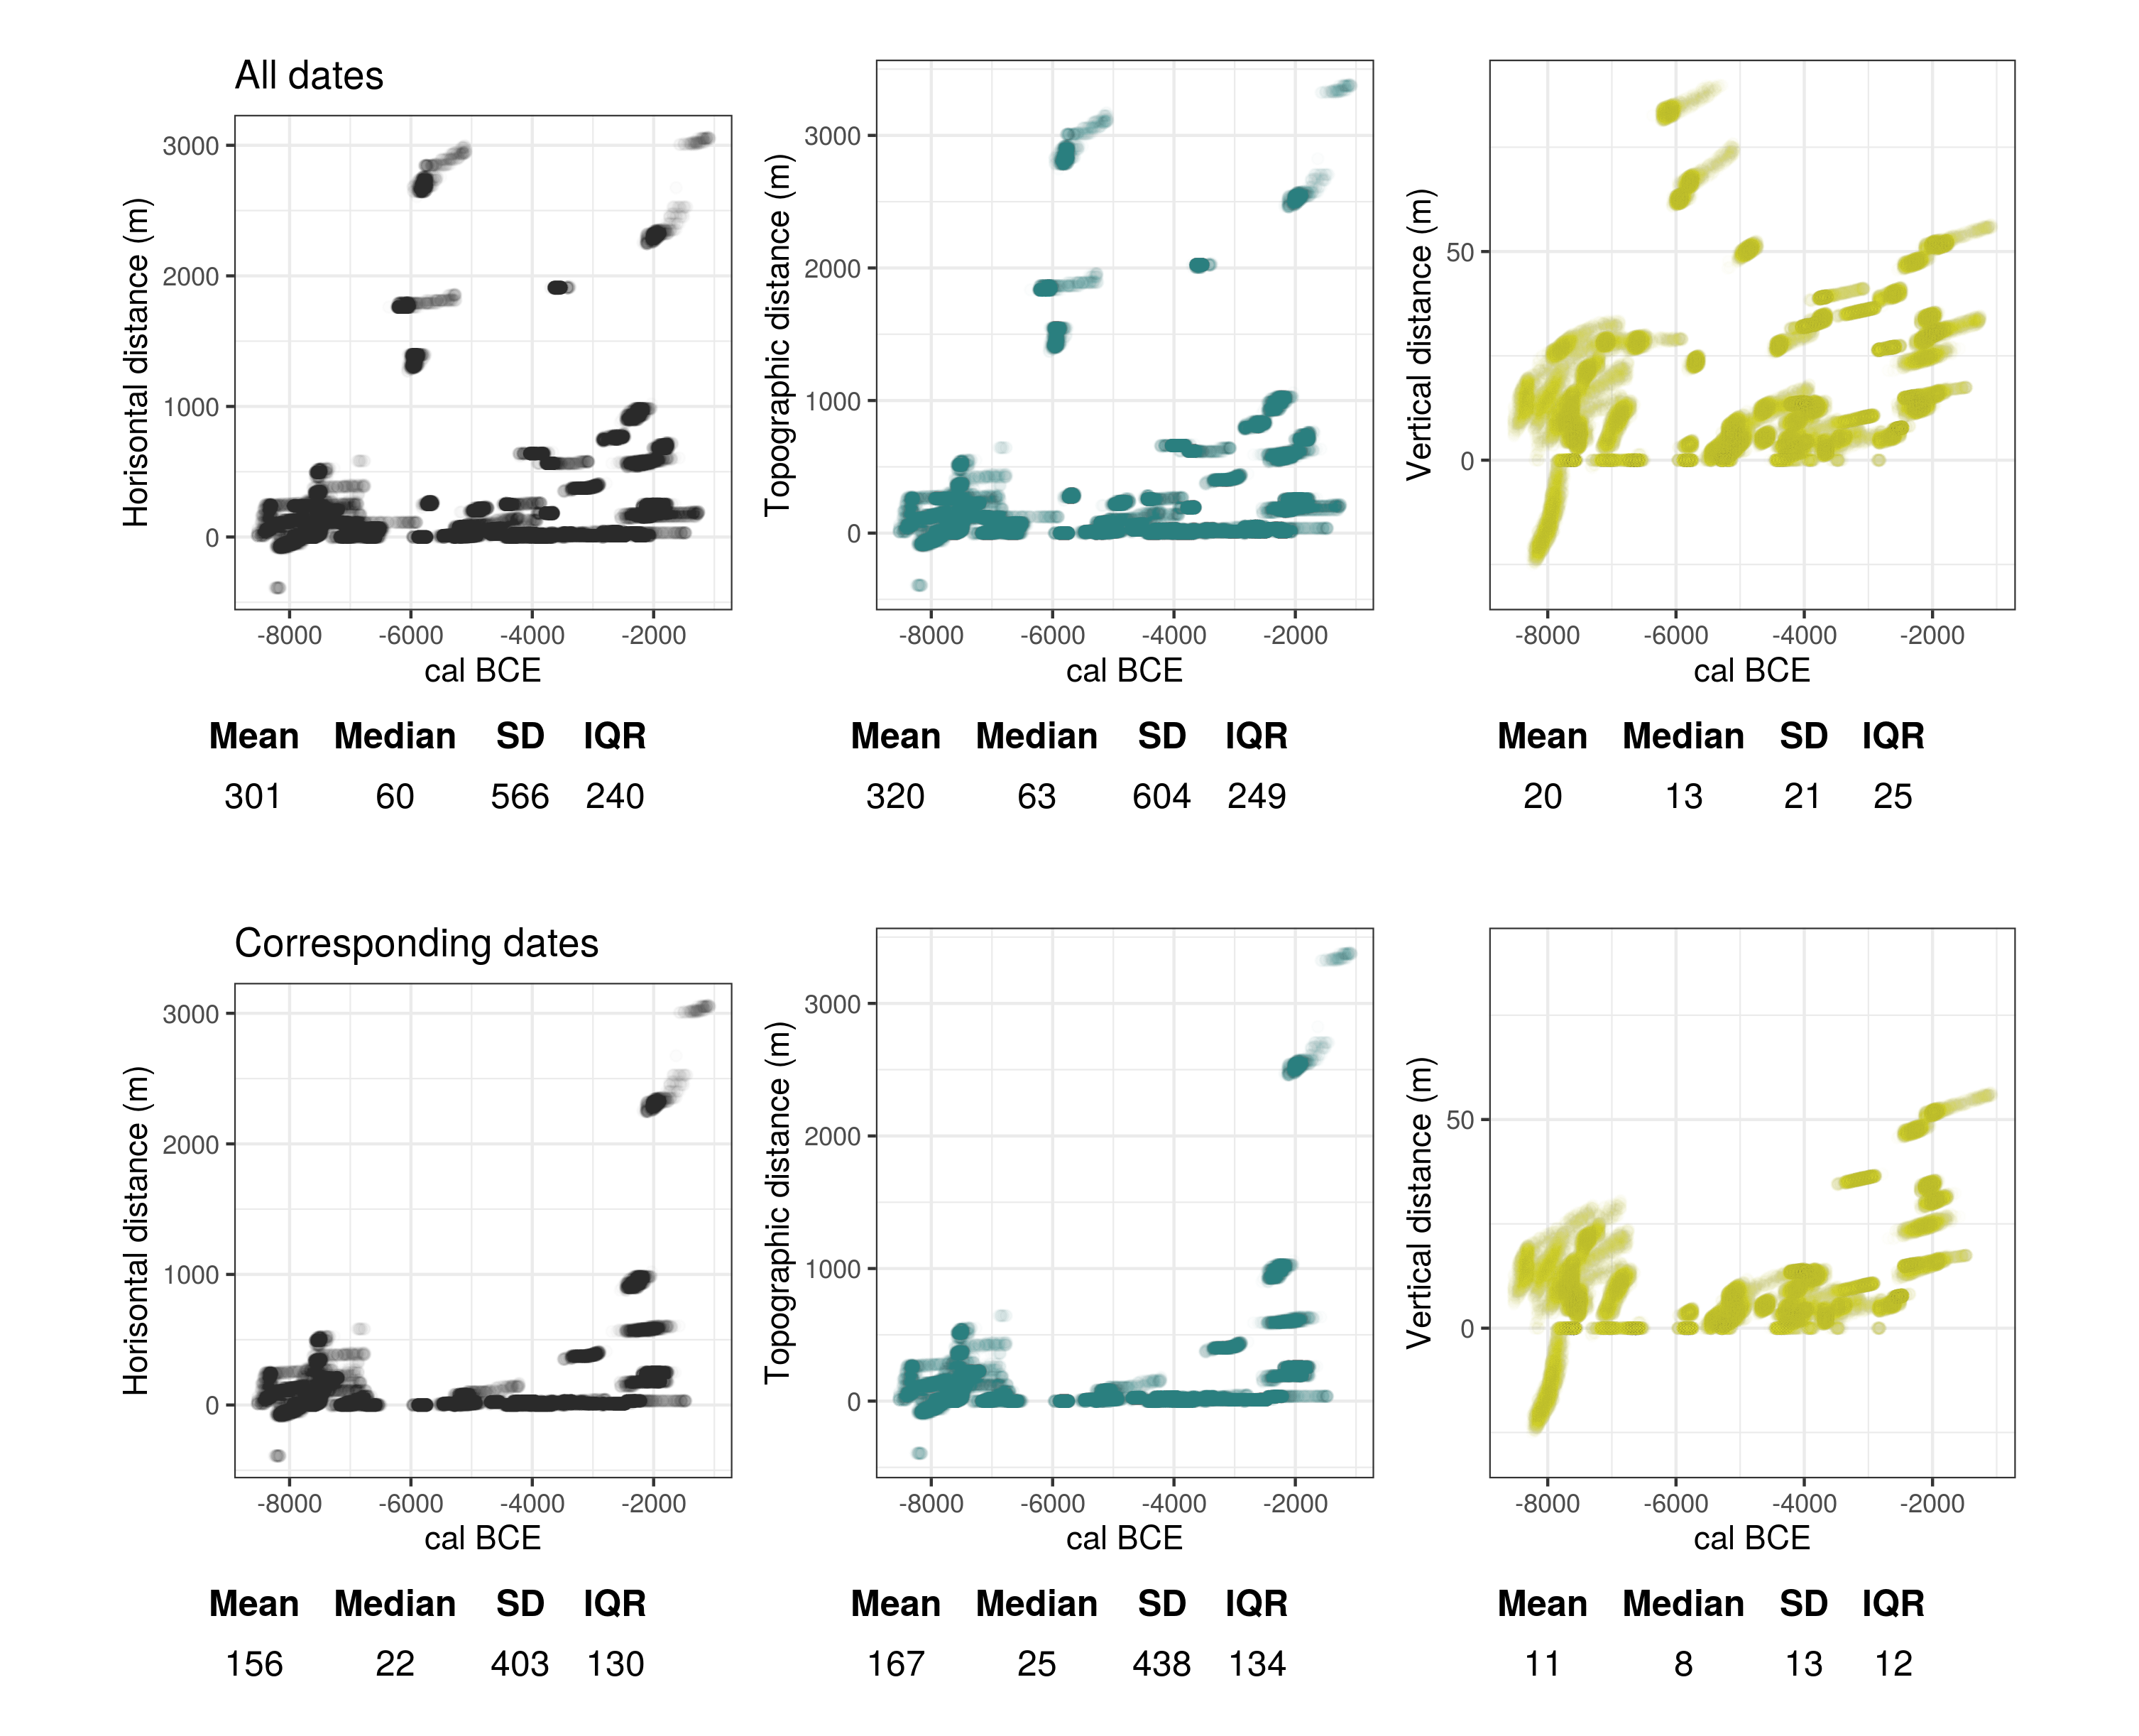 All dates
Horisontal distance (m)
3000
2000
1000
0
-8000 -6000 -4000 -2000
cal BCE
Mean Median SD IQR
301 60 566 240
Topographic distance (m)
3000
2000
1000
0
-8000 -6000 -4000 -2000
cal BCE
Mean Median SD IQR
320 63 604 249
Vertical distance (m)
50
0
-8000 -6000 -4000 -2000
cal BCE
Mean Median SD IQR
20 13 21 25
Corresponding dates
Horisontal distance (m)
3000
2000
1000
0
-8000 -6000 -4000 -2000
cal BCE
Mean Median SD IQR
156 22 403 130
Topographic distance (m)
3000
2000
1000
0
-8000 -6000 -4000 -2000
cal BCE
Mean Median SD IQR
167 25 438 134
Vertical distance (m)
50
0
-8000 -6000 -4000 -2000
cal BCE
Mean Median SD IQR
11 8 13 12